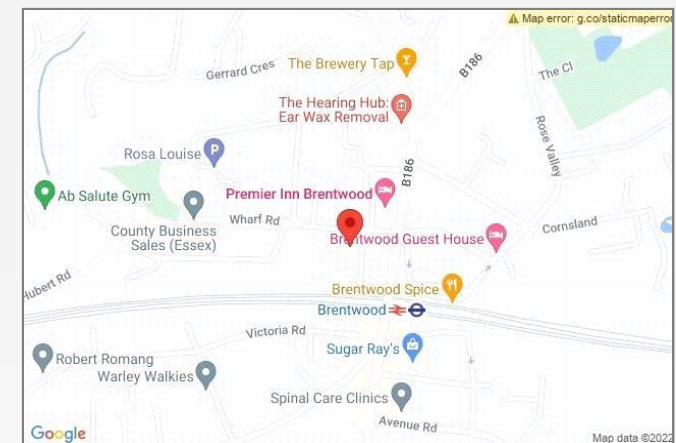 Map error: g.co/staticmaperror
The Brewery Tap
B186
Gerrard Cres
The Cl
The Hearing Hub:
Ear Wax Removal
Rose Valley
Rosa Louise
P
B186
Ab Salute Gym
Premier Inn Brentwood
Wharf Rd
Cornsland
County Business
Sales (Essex)
Brentwood Guest House
Hubert Rd
Brentwood Spice
Brentwood
Victoria Rd
Sugar Ray's
Robert Romang
Warley Walkies
Spinal Care Clinics
Avenue Rd
Google
Map data ©2022